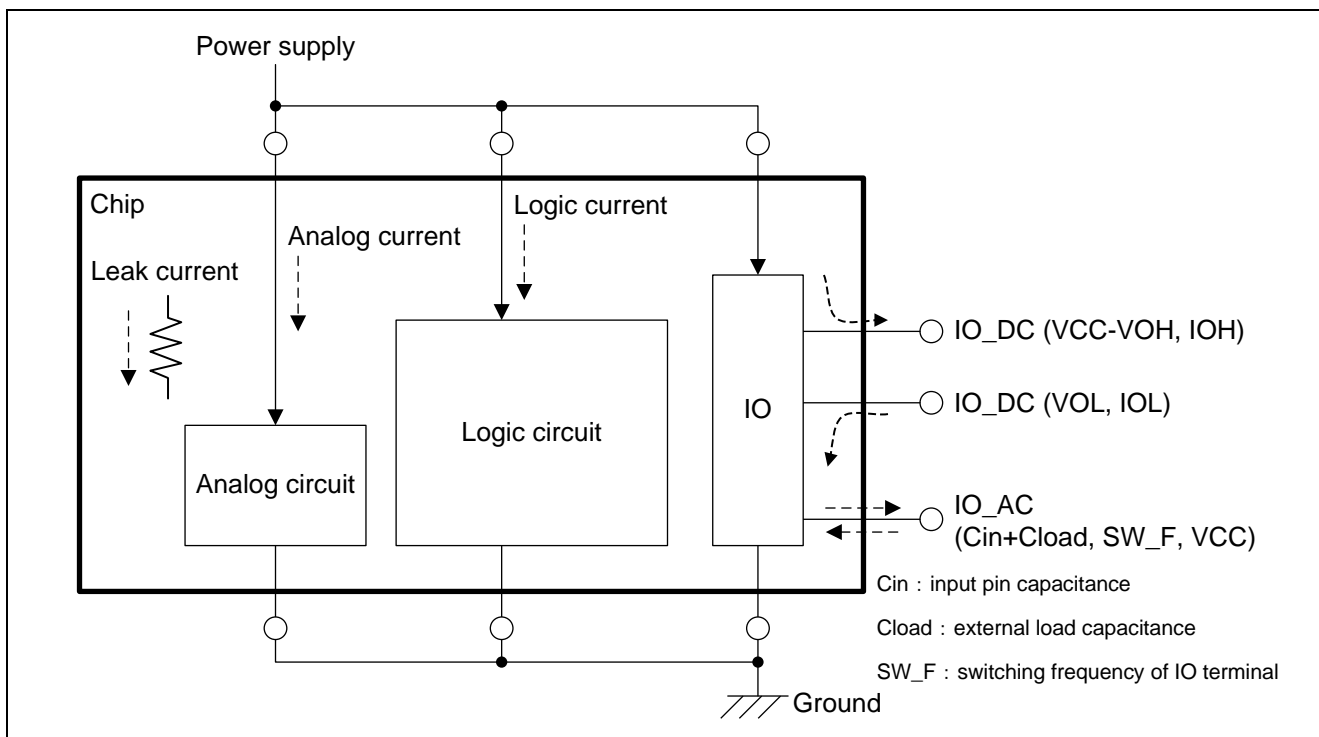 Power supply
Chip
Logic current
Analog current
Leak current
IO_DC (VCC-VOH, IOH)
IO
IO_DC (VOL, IOL)
Logic circuit
Analog circuit
IO_AC
(Cin+Cload, SW_F, VCC)
Cin : input pin capacitance
Cload : external load capacitance
SW_F : switching frequency of IO terminal
Ground